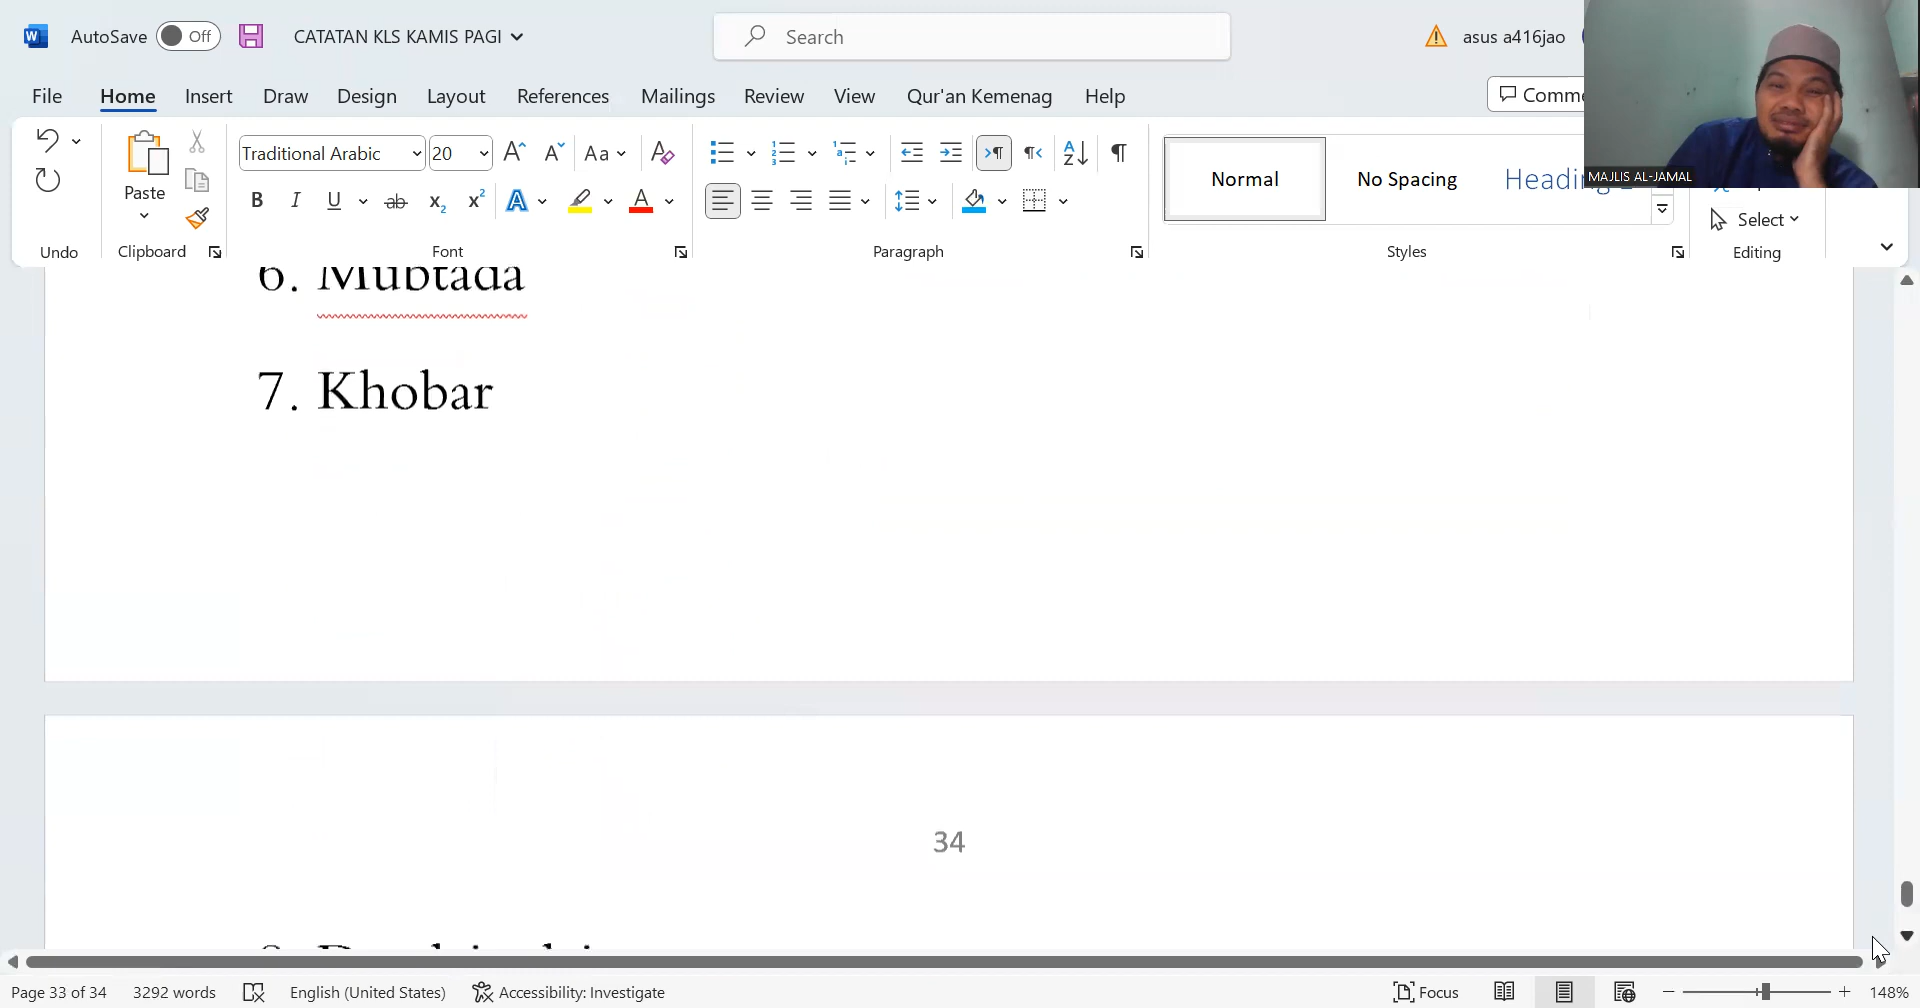 AutoSave Off CATATAN KLS KAMIS PAGI Search asus a416jao
File Home Insert Draw Design Layout References Mailings Review View Qur'an Kemenag Help
MAJLIS AL-JAMAL
Paste
Traditional Arabic 20
Normal No Spacing
Select
Undo Clipboard Font Paragraph Styles Editing
6. Mubtada
7. Khobar
34
Page 33 of 34 3292 words English (United States) Accessibility: Investigate Focus 148%